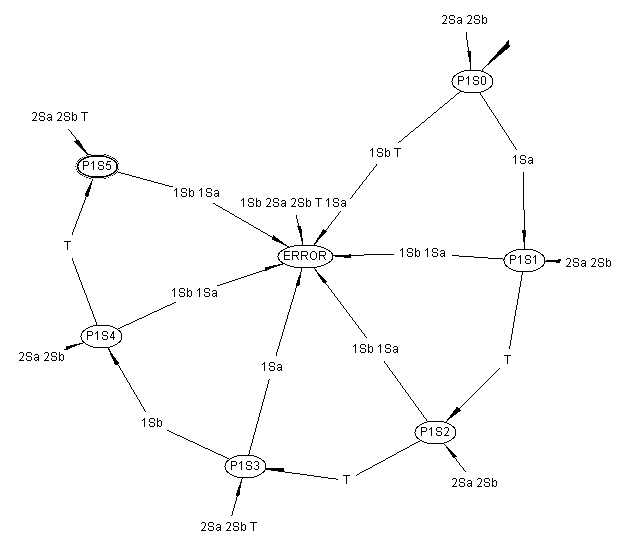 2Sa 2Sb
P1S0
2Sa 2Sb T
1Sb T
1Sa
P1S5
1Sb 1Sa
1Sb 2Sa 2Sb T 1Sa
T
ERROR
1Sb 1Sa
P1S1
2Sa 2Sb
1Sb 1Sa
P1S4
2Sa 2Sb
1Sb 1Sa
T
1Sa
1Sb
P1S2
P1S3
T
2Sa 2Sb
2Sa 2Sb T